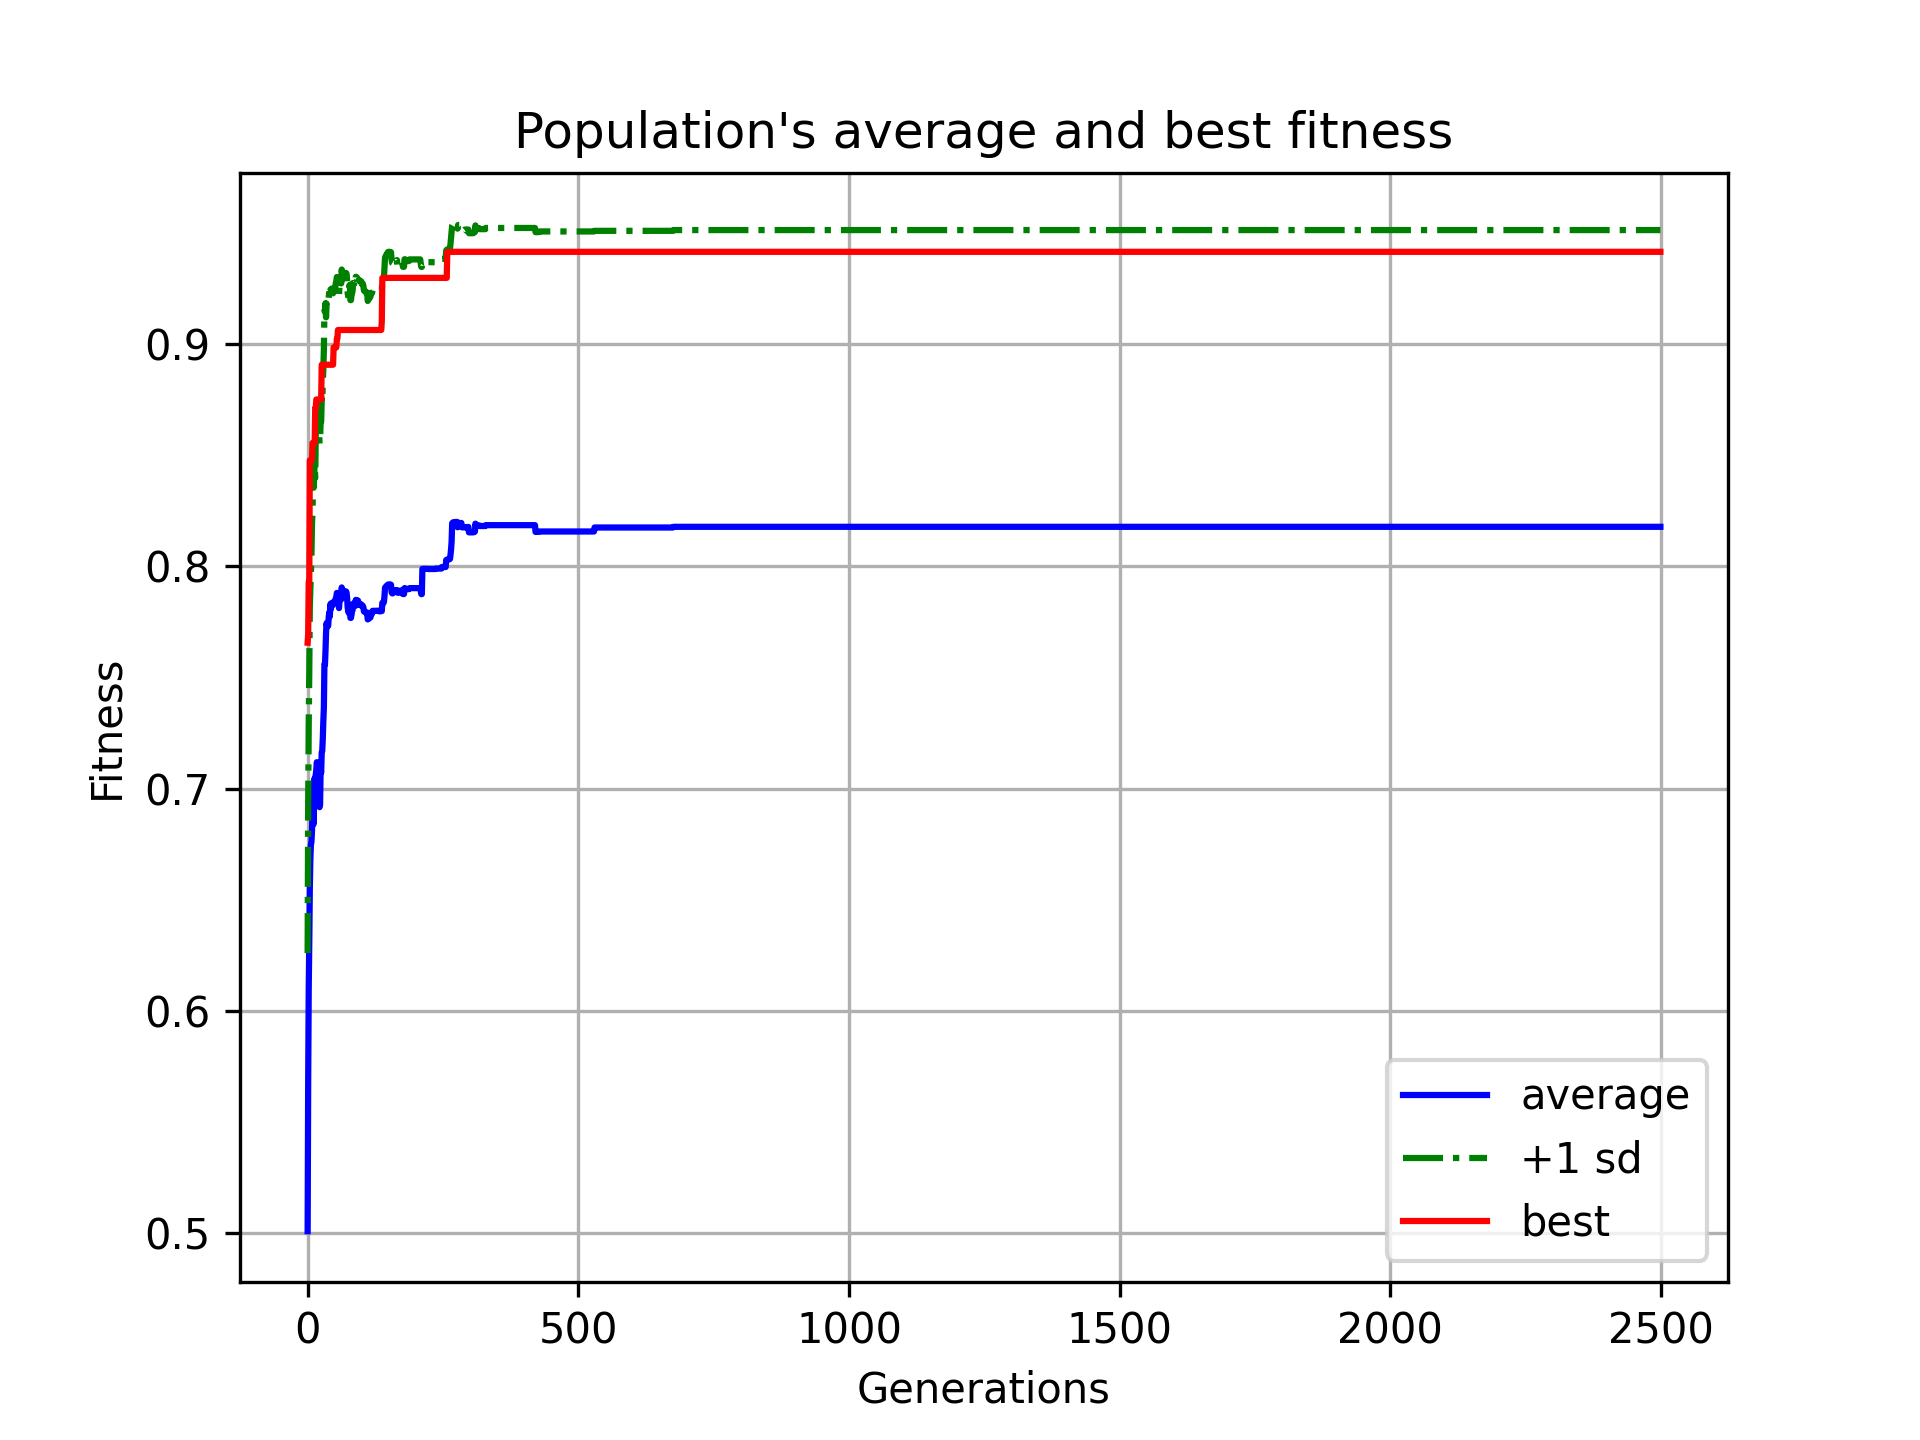 Population's average and best fitness
Fitness
0.9
0.8
0.7
0.6
0.5
0 500 1000 1500 2000 2500
Generations
average
+1 sd
best